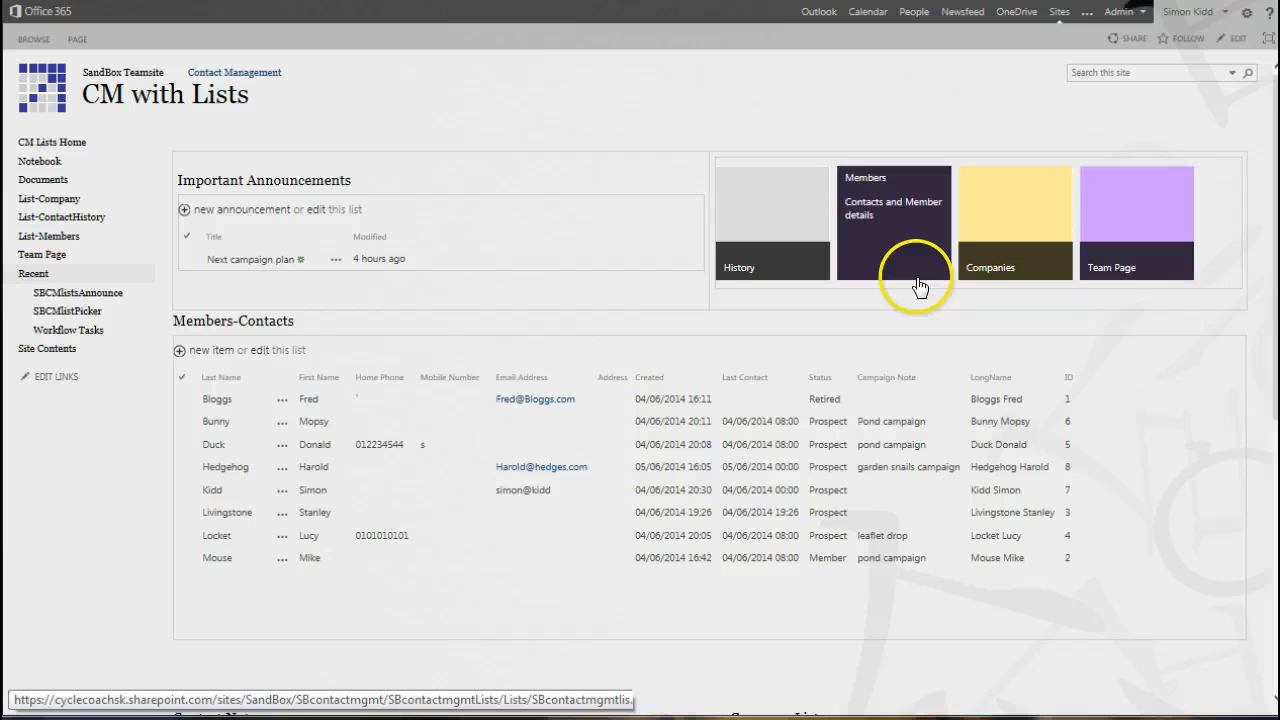 Office 365 Outlook Calendar People Newsfeed OneDrive Sites ... Admin Simon Kidd ?
BROWSE PAGE SHARE FOLLOW EDIT
SandBox Teamsite Contact Management
CM with Lists
Search this site
CM Lists Home
Notebook
Documents
List-Company
List-ContactHistory
List-Members
Team Page
Recent
SBCMlistsAnnounce
SBCMlistPicker
Workflow Tasks
Site Contents
EDIT LINKS
Important Announcements
new announcement or edit this list
Title Modified
Next campaign plan ... 4 hours ago
History
Members
Contacts and Member
details
Companies
Team Page
Members-Contacts
new item or edit this list
Last Name First Name Home Phone Mobile Number Email Address Address Created Last Contact Status Campaign Note LongName ID
Bloggs ... Fred ` Fred@Bloggs.com 04/06/2014 16:11 Retired Bloggs Fred 1
Bunny ... Mopsy 04/06/2014 20:11 04/06/2014 08:00 Prospect Pond campaign Bunny Mopsy 6
Duck ... Donald 012234544 s 04/06/2014 20:08 04/06/2014 08:00 Prospect pond campaign Duck Donald 5
Hedgehog ... Harold Harold@hedges.com 05/06/2014 16:05 05/06/2014 00:00 Prospect garden snails campaign Hedgehog Harold 8
Kidd ... Simon simon@kidd 04/06/2014 20:30 04/06/2014 00:00 Prospect Kidd Simon 7
Livingstone ... Stanley 04/06/2014 19:26 04/06/2014 19:26 Prospect Livingstone Stanley 3
Locket ... Lucy 0101010101 04/06/2014 20:05 04/06/2014 08:00 Prospect leaflet drop Locket Lucy 4
Mouse ... Mike 04/06/2014 16:42 04/06/2014 08:00 Member pond campaign Mouse Mike 2
https://cyclecoachsk.sharepoint.com/sites/SandBox/SBcontactmgmt/SBcontactmgmtLists/Lists/SBcontactmgmtlis.